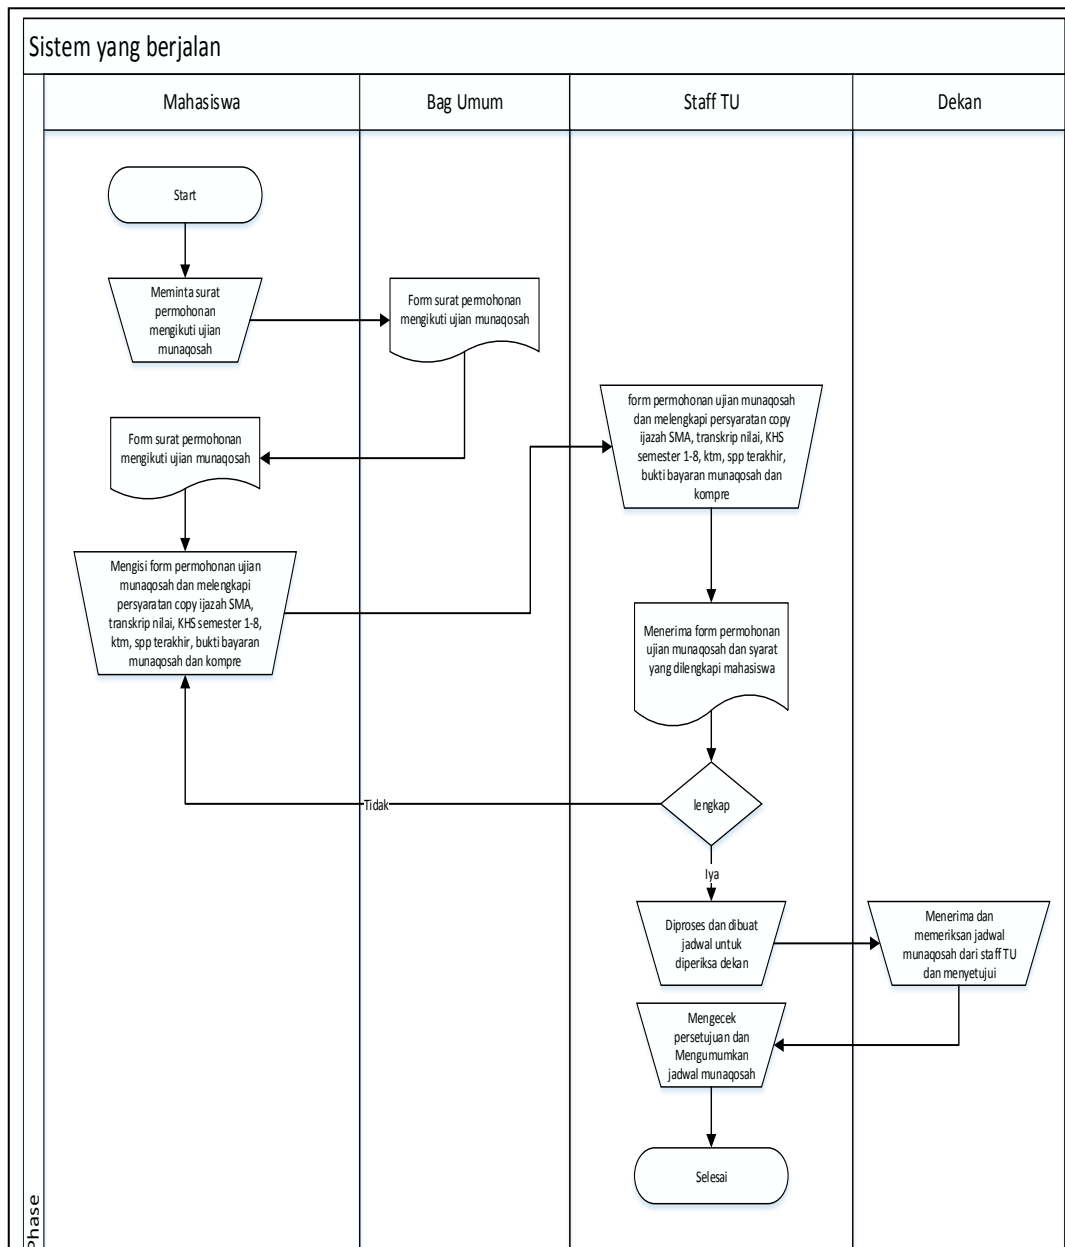 Sistem yang berjalan
Mahasiswa
Bag Umum
Staff TU
Dekan
Start
Meminta surat
permohonan
mengikuti ujian
munaqosah
Form surat permohonan
mengikuti ujian munaqosah
Form surat permohonan
mengikuti ujian munaqosah
Mengisi form permohonan ujian
munaqosah dan melengkapi
persyaratan copy ijazah SMA,
transkrip nilai, KHS semester 1-8,
ktm, spp terakhir, bukti bayaran
munaqosah dan kompre
form permohonan ujian munaqosah
dan melengkapi persyaratan copy
ijazah SMA, transkrip nilai, KHS
semester 1-8, ktm, spp terakhir,
bukti bayaran munaqosah dan
kompre
Menerima form permohonan
ujian munaqosah dan syarat
yang dilengkapi mahasiswa
lengkap
Tidak
Iya
Diproses dan dibuat
jadwal untuk
diperiksa dekan
Menerima dan
memeriksan jadwal
munaqosah dari staff TU
dan menyetujui
Mengecek
persetujuan dan
Mengumumkan
jadwal munaqosah
Selesai
Phase